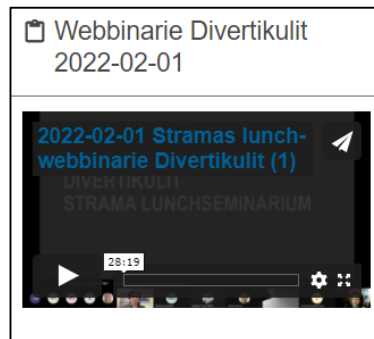 Webbinarie Divertikulit
2022-02-01
2022-02-01 Stramas lunch-
webbinarie Divertikulit (1)
DIVERTIKULIT
STRAMA LUNCHSEMINARIUM
28:19